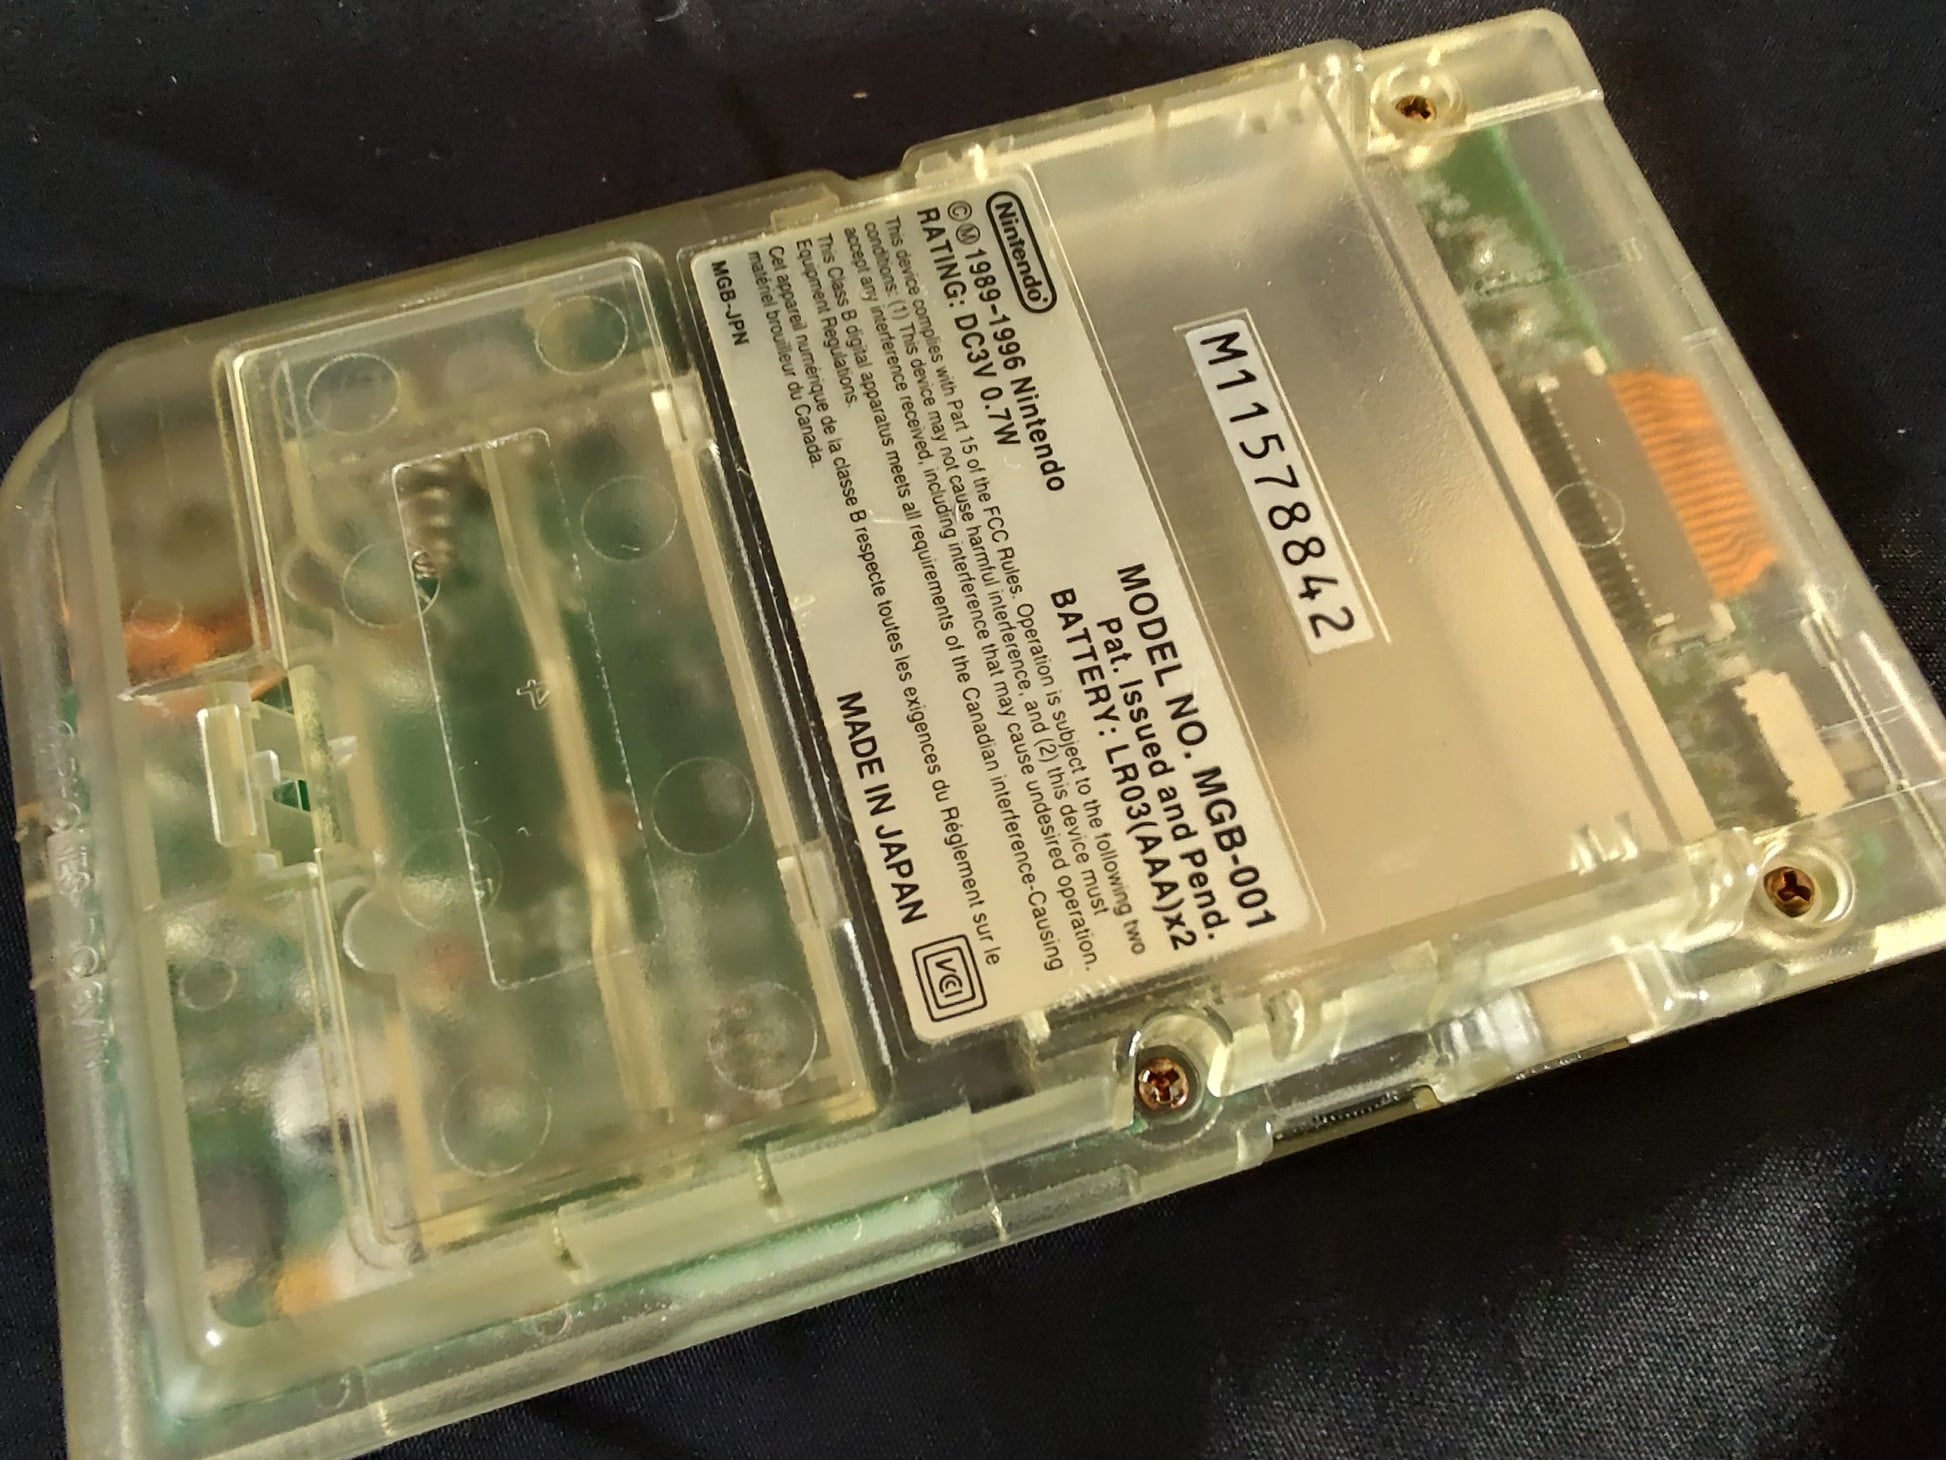 M11578842
Nintendo
MODEL NO. MGB-001
©Ⓜ1989-1996 Nintendo Pat. Issued and Pend.
RATING: DC3V 0.7W BATTERY: LR03(AAA)x2
This device complies with Part 15 of the FCC Rules. Operation is subject to the following two
conditions: (1) This device may not cause harmful interference, and (2) this device must
accept any interference received, including interference that may cause undesired operation.
This Class B digital apparatus meets all requirements of the Canadian Interference-Causing
Equipment Regulations.
Cet appareil numérique de la classe B respecte toutes les exigences du Règlement sur le
matériel brouilleur du Canada.
MGB-JPN MADE IN JAPAN VCI